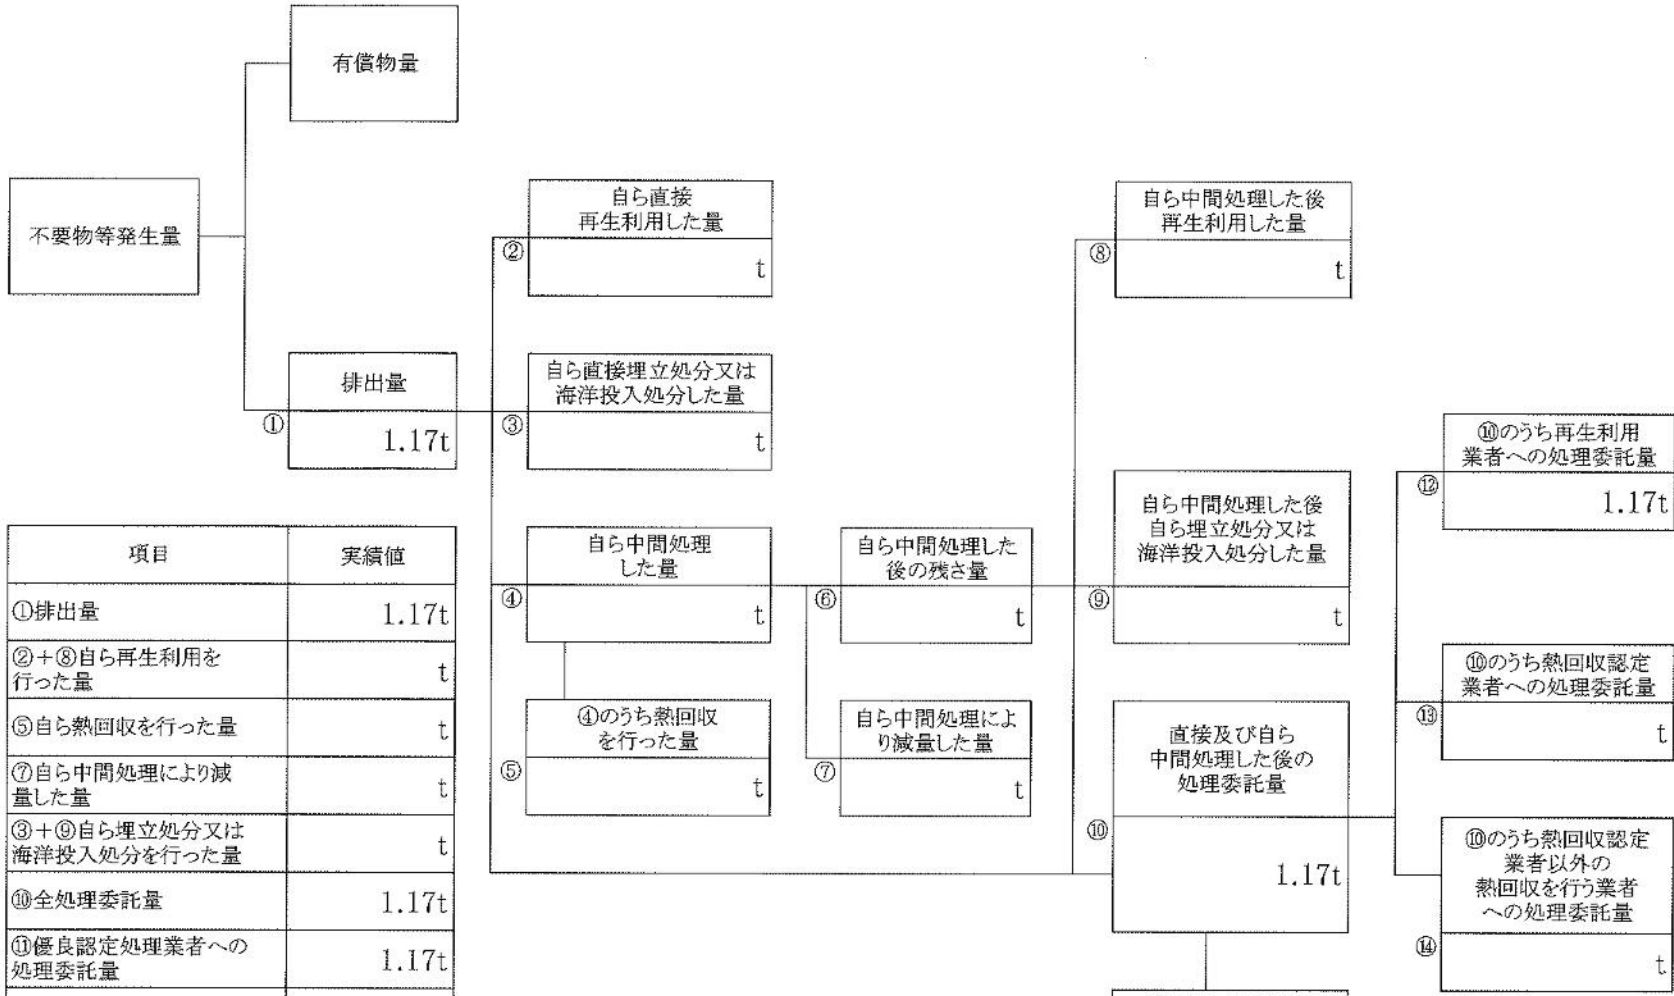 有償物量
不要物等発生量
排出量
①
1.17t
自ら直接
再生利用した量
②
t
自ら直接埋立処分又は
海洋投入処分した量
③
t
自ら中間処理
した量
④
t
④のうち熱回収
を行った量
⑤
t
自ら中間処理した
後の残さ量
⑥
t
自ら中間処理によ
り減量した量
⑦
t
自ら中間処理した後
再生利用した量
⑧
t
自ら中間処理した後
自ら埋立処分又は
海洋投入処分した量
⑨
t
直接及び自ら
中間処理した後の
処理委託量
⑩
1.17t
⑩のうち再生利用
業者への処理委託量
⑫
1.17t
⑩のうち熱回収認定
業者への処理委託量
⑬
t
⑩のうち熱回収認定
業者以外の
熱回収を行う業者
への処理委託量
⑭
t
項目 実績値
①排出量 1.17t
②+⑧自ら再生利用を
行った量 t
⑤自ら熱回収を行った量 t
⑦自ら中間処理により減
量した量 t
③+⑨自ら埋立処分又は
海洋投入処分を行った量 t
⑩全処理委託量 1.17t
⑪優良認定処理業者への
処理委託量 1.17t